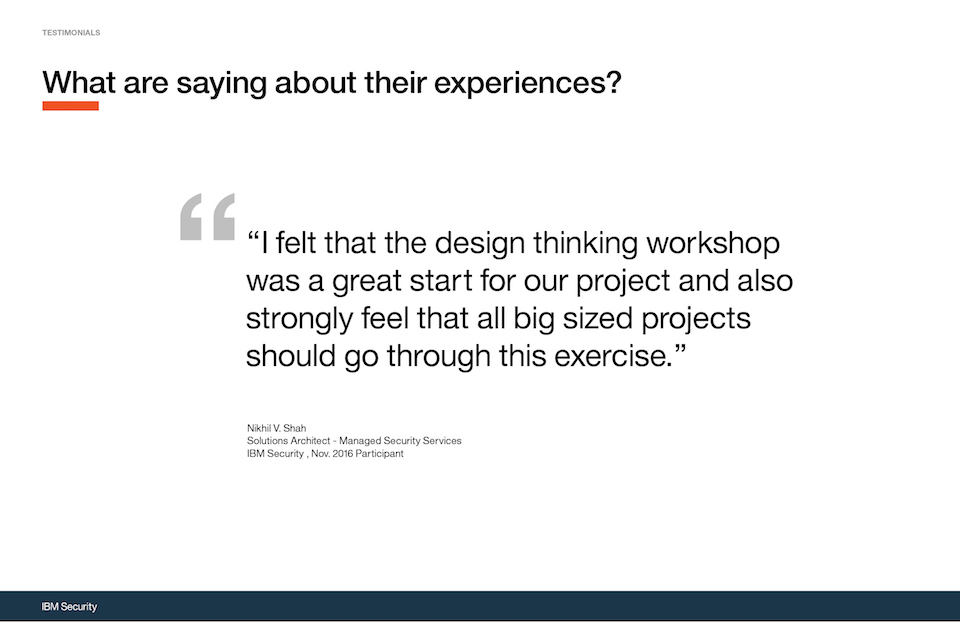 TESTIMONIALS
What are saying about their experiences?
“I felt that the design thinking workshop
was a great start for our project and also
strongly feel that all big sized projects
should go through this exercise.”
Nikhil V. Shah
Solutions Architect - Managed Security Services
IBM Security , Nov. 2016 Participant
IBM Security